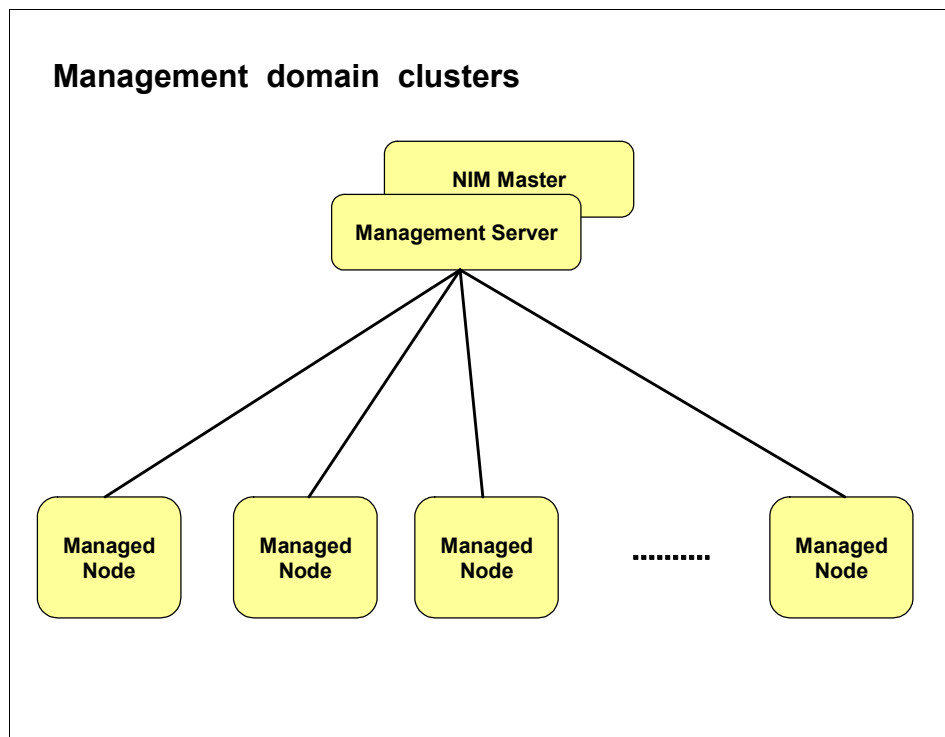 Management domain clusters
NIM Master
Management Server
Managed
Node
Managed
Node
Managed
Node
..........
Managed
Node